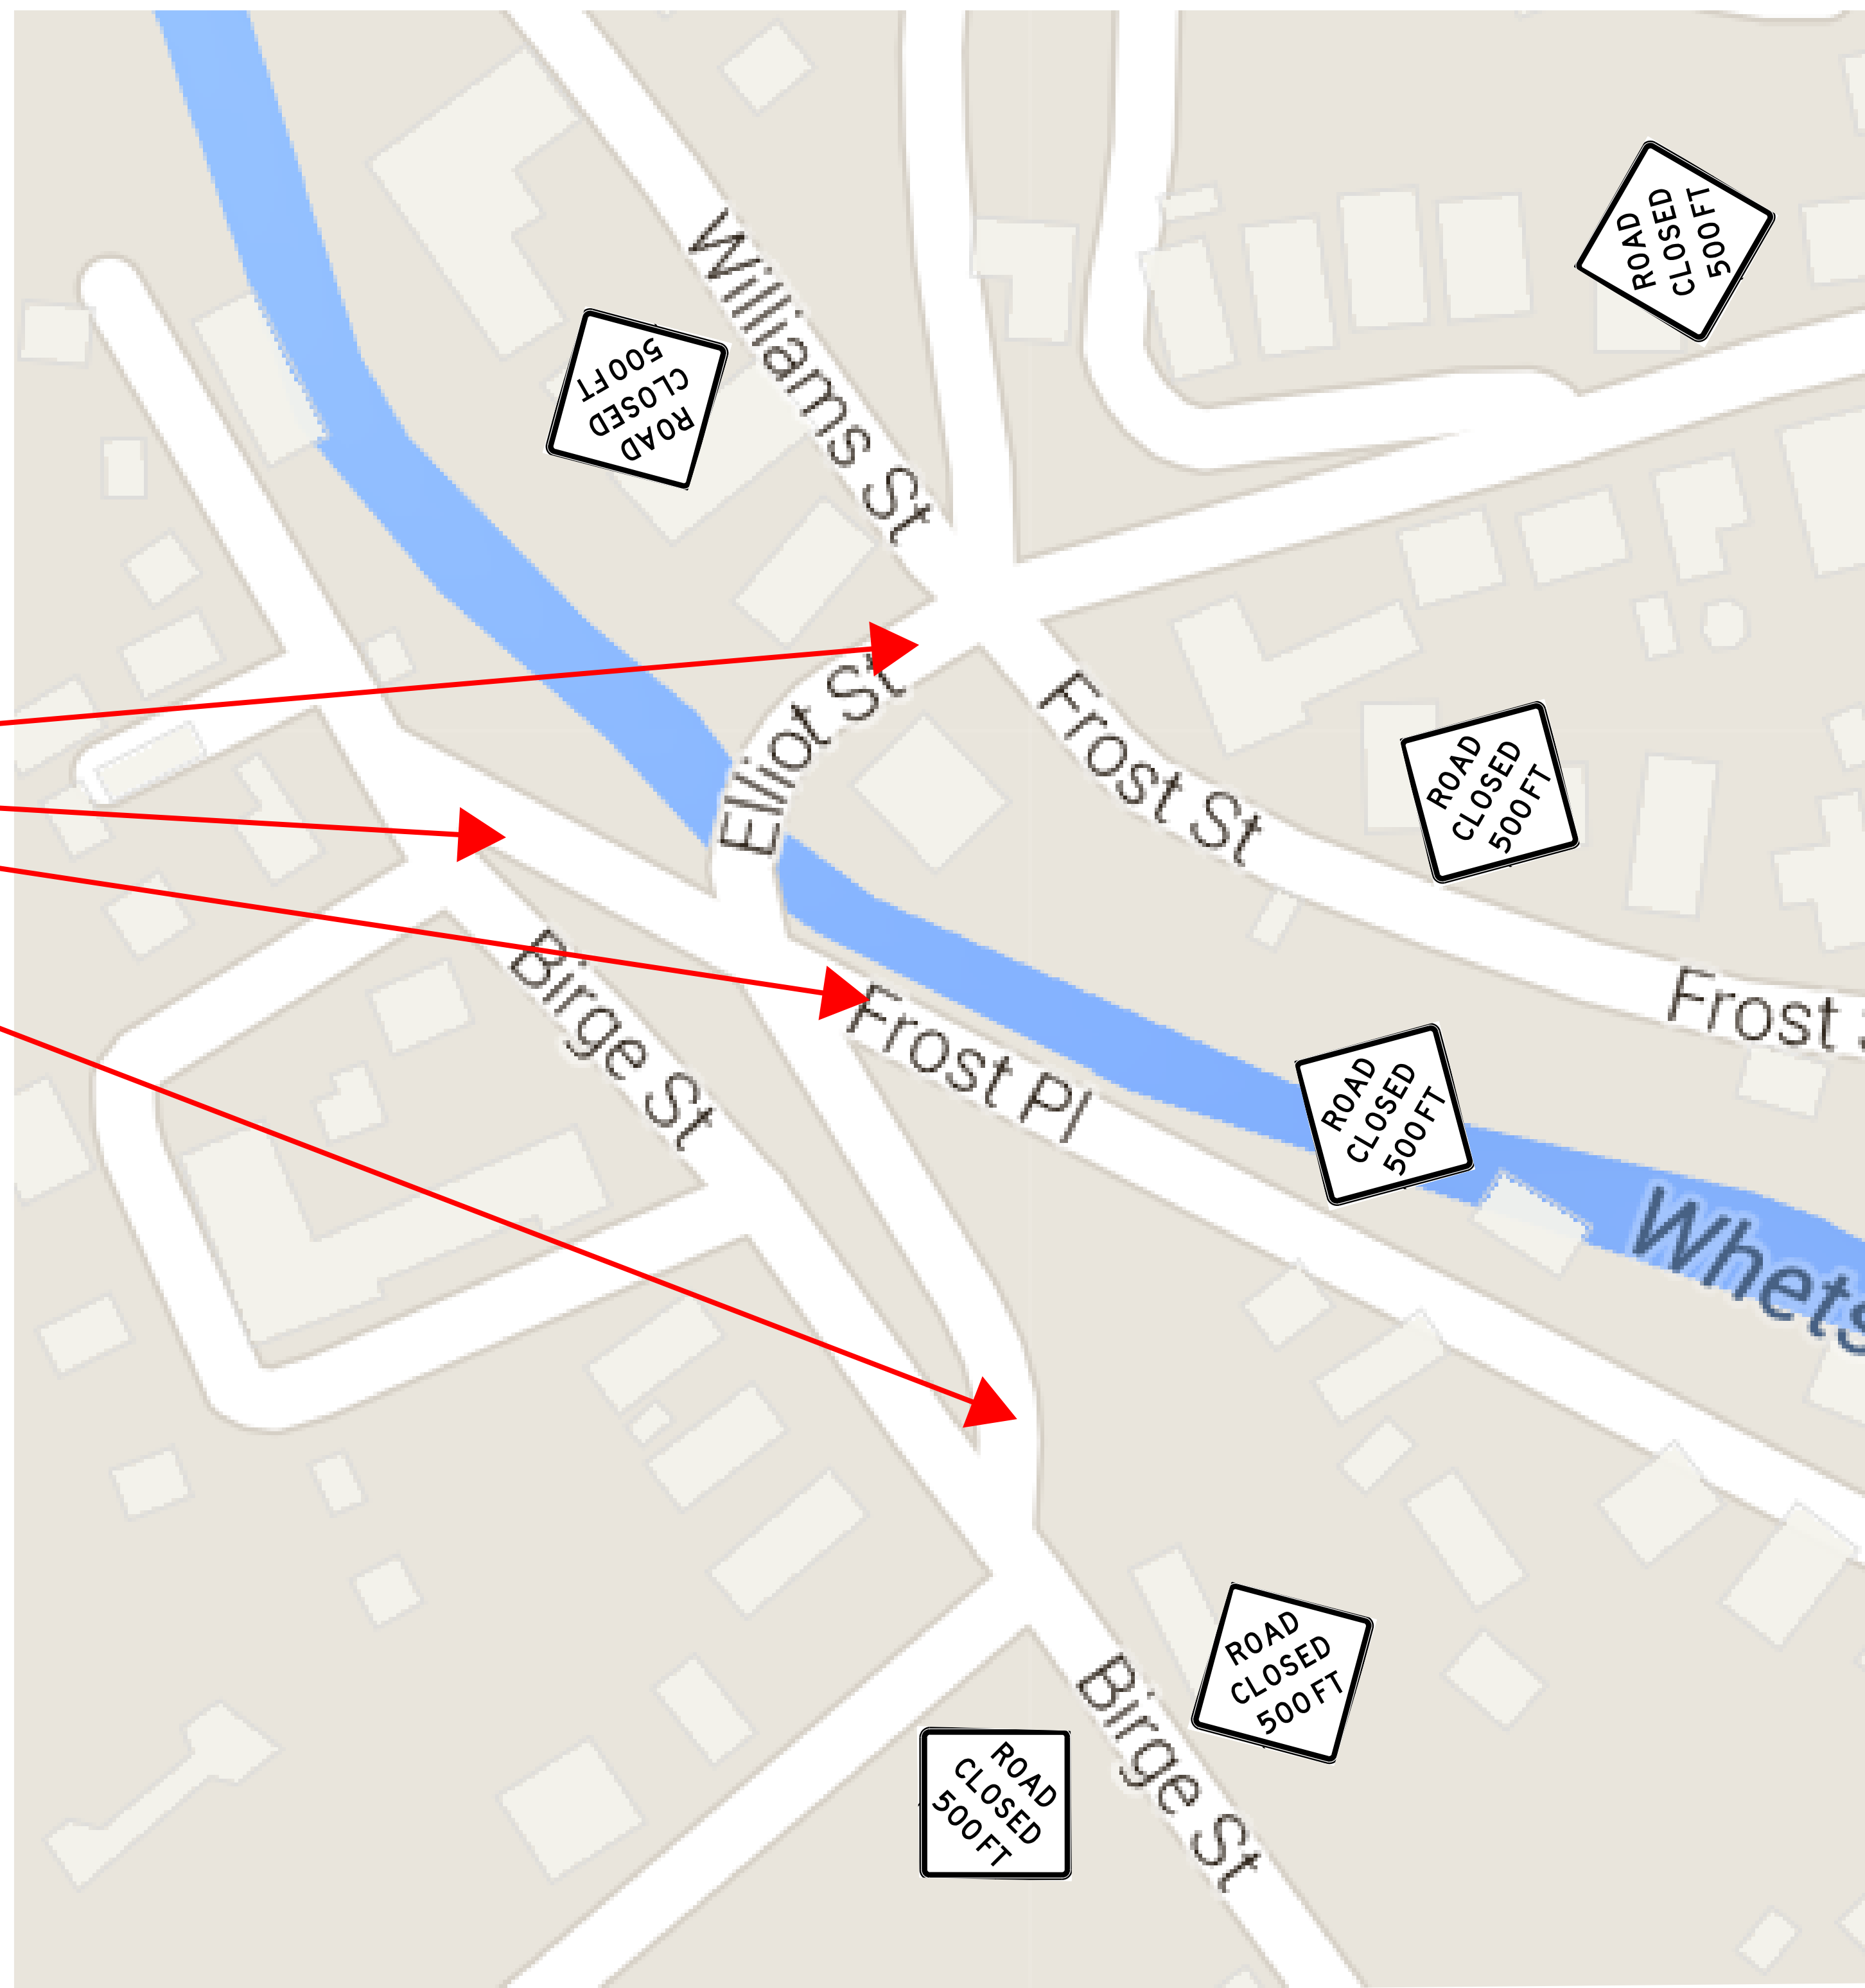 ROAD
CLOSED
500 FT
Williams St
ROAD
CLOSED
500 FT
Elliot St
Frost St
ROAD
CLOSED
500 FT
Birge St
Frost Pl
Frost S
ROAD
CLOSED
500 FT
Whets
ROAD
CLOSED
500 FT
Birge St
ROAD
CLOSED
500 FT